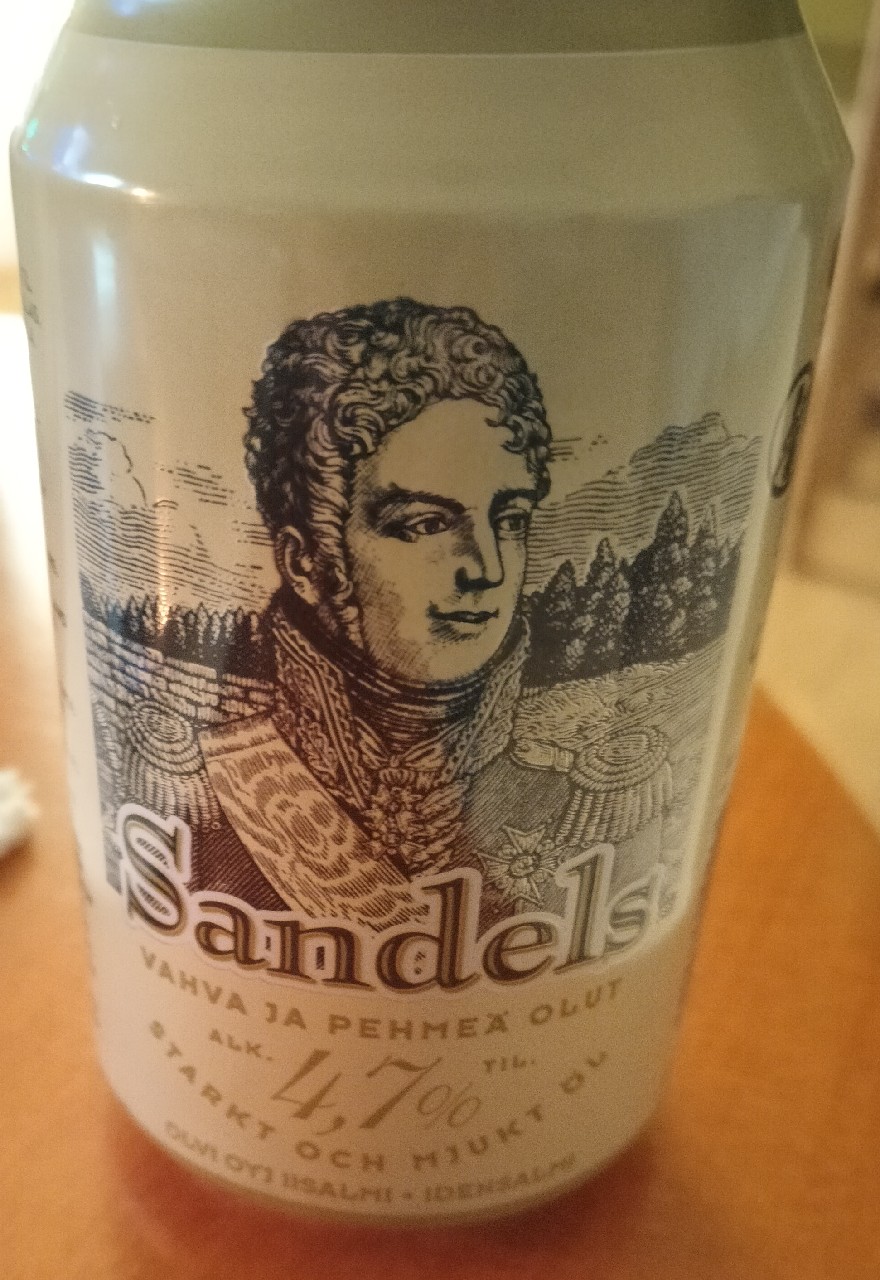 Sandels
VAHVA JA PEHMEÄ OLUT
ALK. 4,7% TIL.
STARKT OCH MJUKT ÖL
OLVI OYJ IISALMI • IDENSALMI